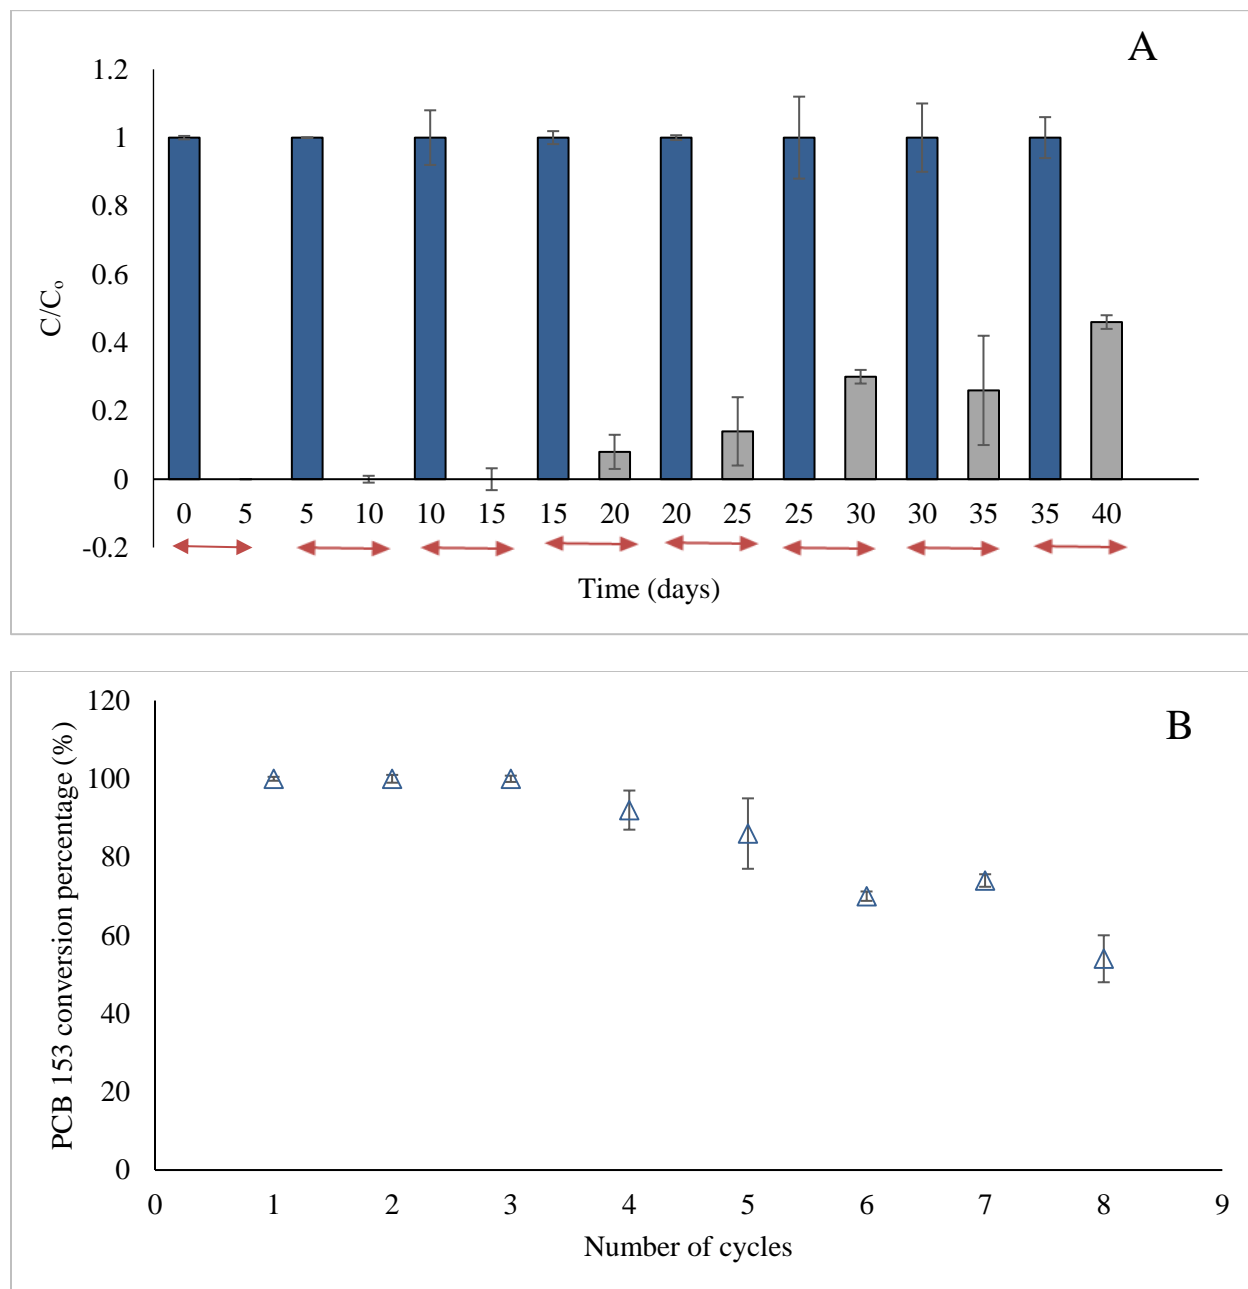 A
1.2
1
0.8
0.6
0.4
0.2
0
-0.2
C/Cₒ
0 5 5 10 10 15 15 20 20 25 25 30 30 35 35 40
Time (days)
B
120
100
80
60
40
20
0
PCB 153 conversion percentage (%)
0 1 2 3 4 5 6 7 8 9
Number of cycles